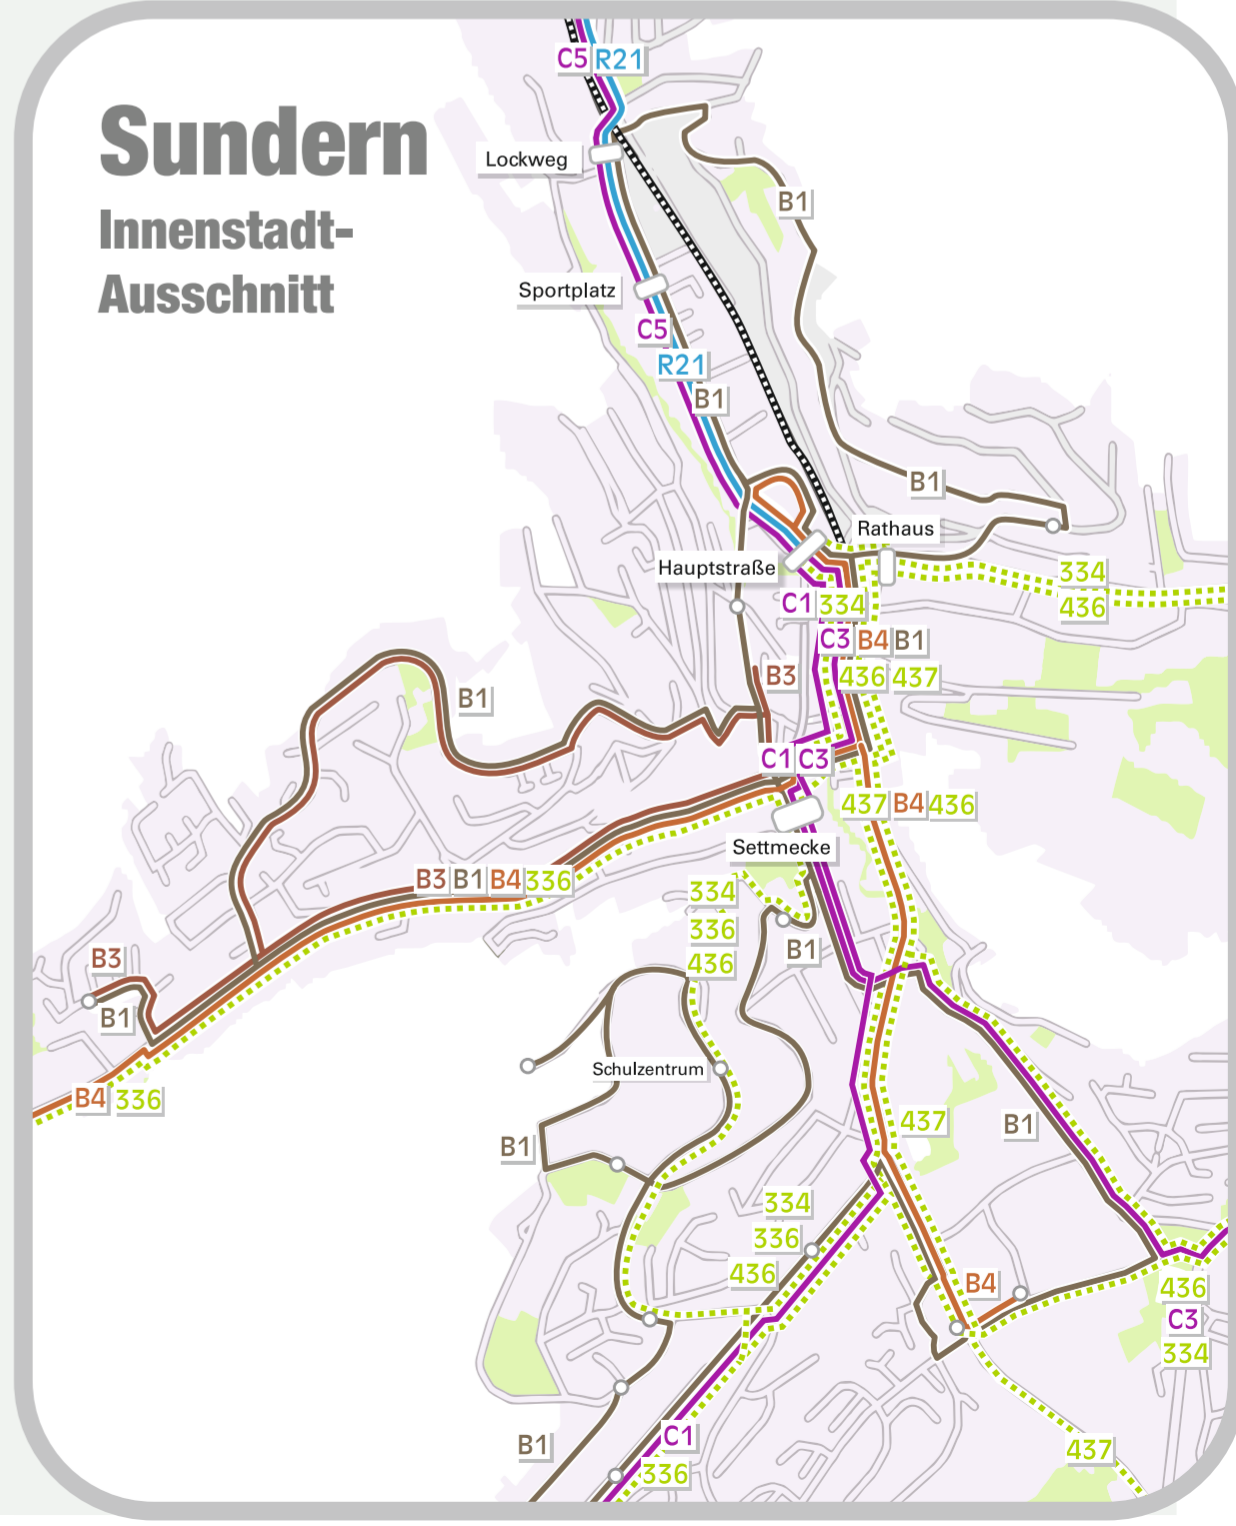 C5 R21
Sundern
Innenstadt-
Ausschnitt
Lockweg
B1
Sportplatz
C5
R21
B1
B1
Rathaus
Hauptstraße
334
436
C1 334
C3 B4 B1
B3
436 437
B1
C1 C3
437 B4 436
Settmecke
B3 B1 B4 336
334
336
436
B1
B3
B1
Schulzentrum
B4 336
437
B1
B1
334
336
436
B4
436
C3
334
C1
B1
437
336